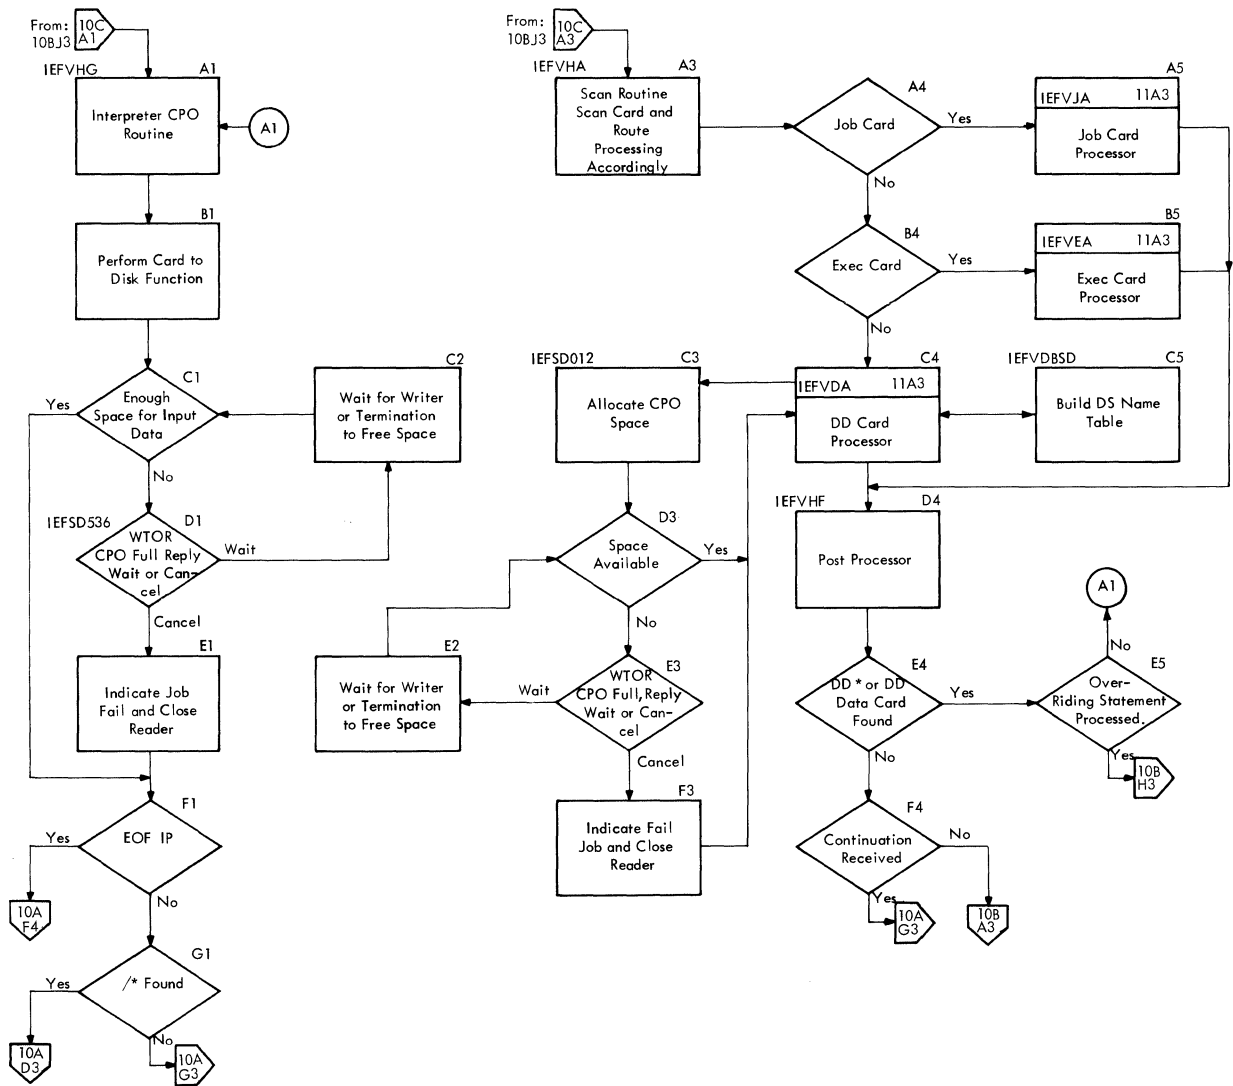 From:
10BJ3
10C
A1
IEFVHG
A1
Interpreter CPO
Routine
A1
B1
Perform Card to
Disk Function
C1
Enough
Space for Input
Data
Yes
No
C2
Wait for Writer
or Termination
to Free Space
IEFSD536
D1
WTOR
CPO Full Reply
Wait or Can-
cel
Wait
Cancel
E1
Indicate Job
Fail and Close
Reader
F1
EOF IP
Yes
No
10A
F4
G1
/* Found
Yes
No
10A
D3
10A
G3
From:
10BJ3
10C
A3
IEFVHA
A3
Scan Routine
Scan Card and
Route
Processing
Accordingly
A4
Job Card
Yes
No
A5
IEFVJA
11A3
Job Card
Processor
B4
Exec Card
Yes
No
B5
IEFVEA
11A3
Exec Card
Processor
IEFSD012
C3
Allocate CPO
Space
C4
IEFVDA
11A3
DD Card
Processor
IEFVDBSD
C5
Build DS Name
Table
D3
Space
Available
Yes
No
IEFVHF
D4
Post Processor
E2
Wait for Writer
or Termination
to Free Space
E3
WTOR
CPO Full, Reply
Wait or Can-
cel
Wait
Cancel
F3
Indicate Fail
Job and Close
Reader
E4
DD * or DD
Data Card
Found
Yes
No
A1
No
E5
Over-
Riding Statement
Processed.
Yes
10B
H3
F4
Continuation
Received
No
Yes
10A
G3
10B
A3